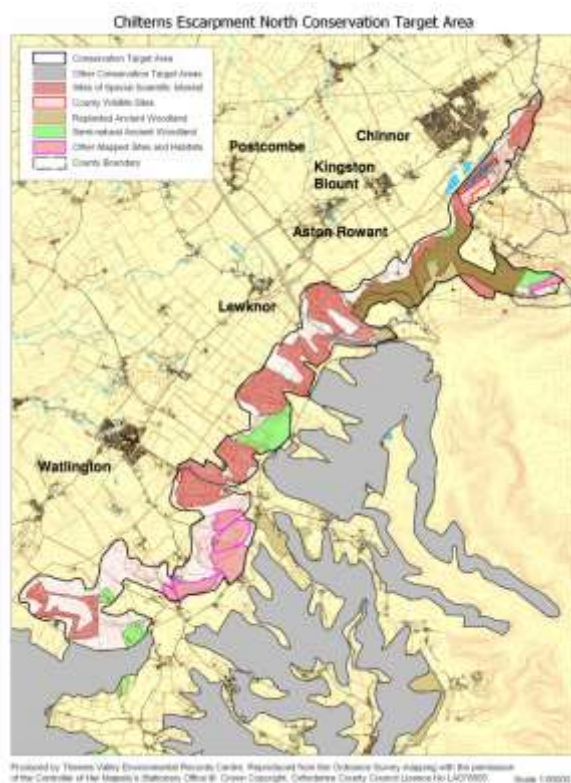 Chilterns Escarpment North Conservation Target Area
Conservation Target Area
Other Conservation Target Areas
Sites of Special Scientific Interest
County Wildlife Sites
Replanted Ancient Woodland
Semi-natural Ancient Woodland
Other Mapped Sites and Habitats
County Boundary
Chinnor
Postcombe
Kingston
Blount
Aston Rowant
Lewknor
Watlington
Produced by Thames Valley Environmental Records Centre. Reproduced from the Ordnance Survey mapping with the permission
of the Controller of Her Majesty's Stationery Office © Crown Copyright. Oxfordshire County Council Licence No